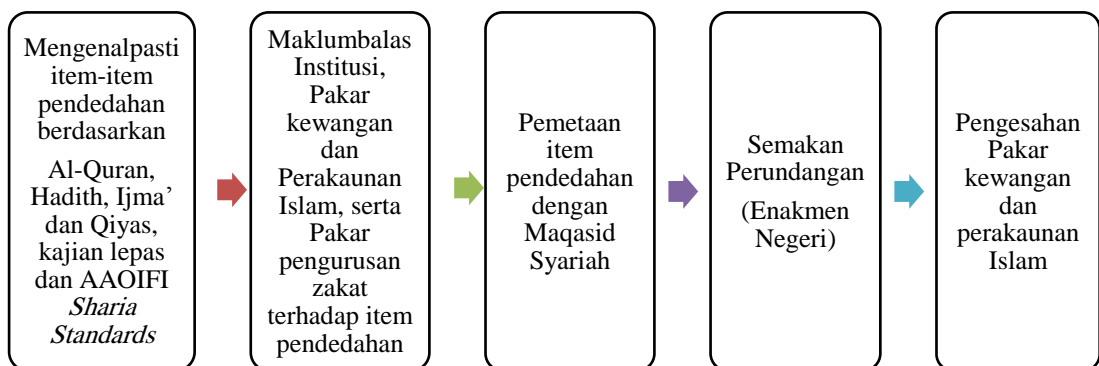 Mengenalpasti
item-item
pendedahan
berdasarkan
Al-Quran,
Hadith, Ijma’
dan Qiyas,
kajian lepas
dan AAOIFI
Sharia
Standards
Maklumbalas
Institusi,
Pakar
kewangan
dan
Perakaunan
Islam, serta
Pakar
pengurusan
zakat
terhadap item
pendedahan
Pemetaan
item
pendedahan
dengan
Maqasid
Syariah
Semakan
Perundangan
(Enakmen
Negeri)
Pengesahan
Pakar
kewangan
dan
perakaunan
Islam